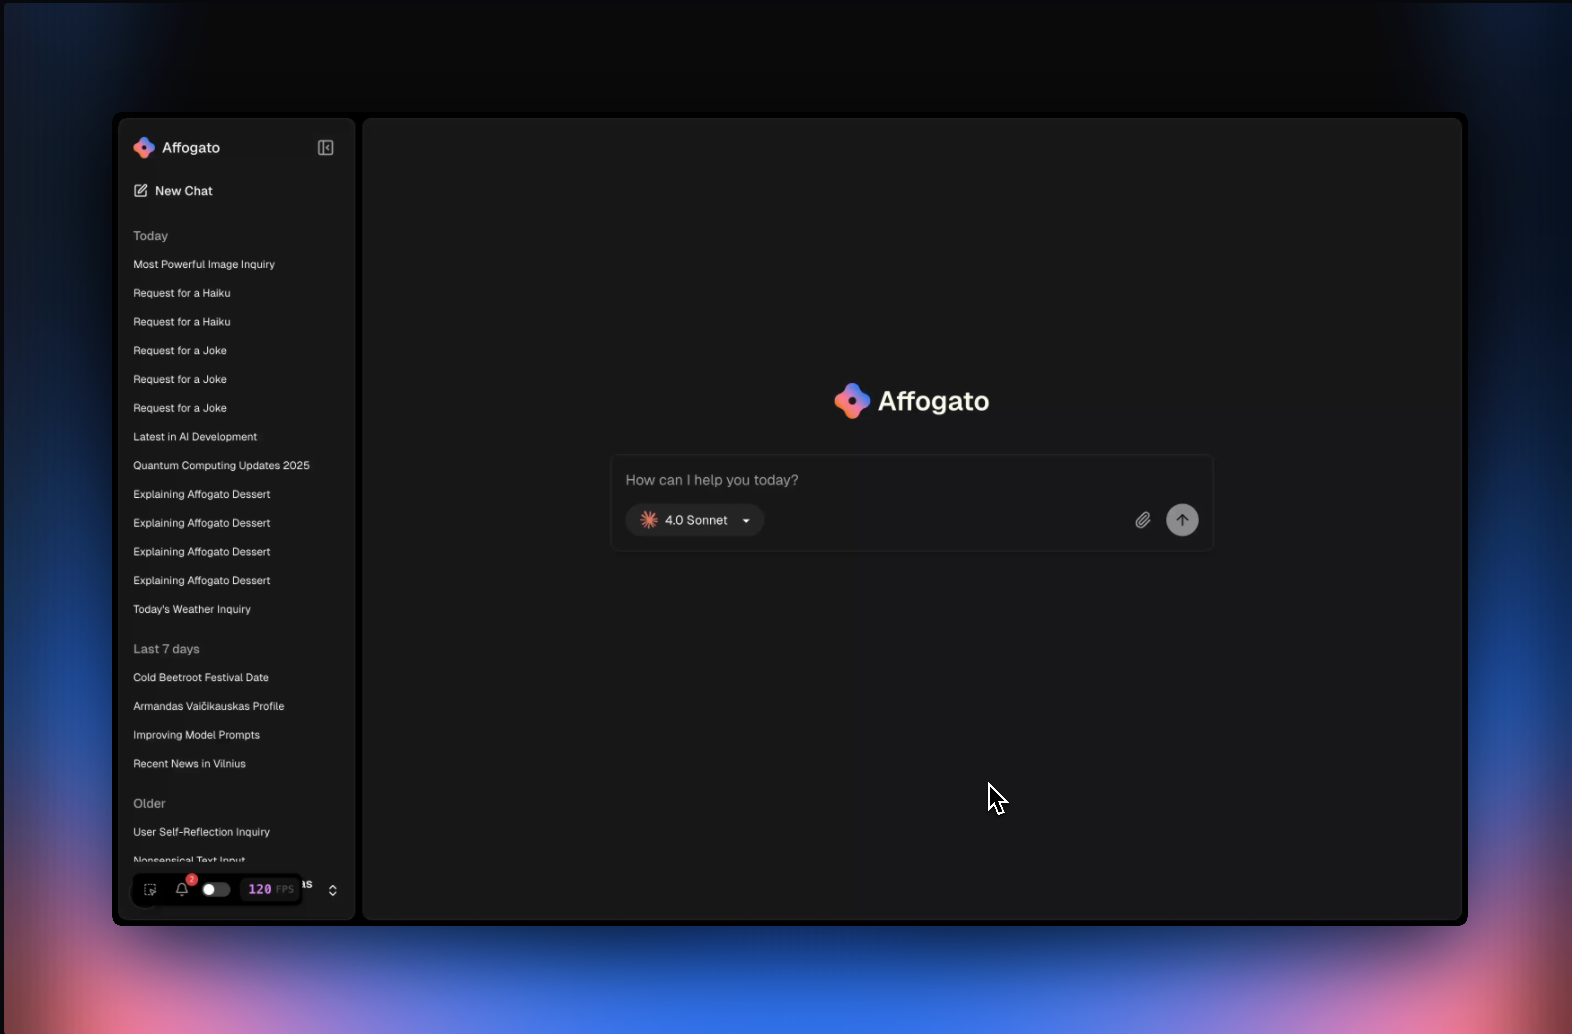 Affogato
New Chat
Today
Most Powerful Image Inquiry
Request for a Haiku
Request for a Haiku
Request for a Joke
Request for a Joke
Request for a Joke
Latest in AI Development
Quantum Computing Updates 2025
Explaining Affogato Dessert
Explaining Affogato Dessert
Explaining Affogato Dessert
Explaining Affogato Dessert
Today's Weather Inquiry
Last 7 days
Cold Beetroot Festival Date
Armandas Vaičikauskas Profile
Improving Model Prompts
Recent News in Vilnius
Older
User Self-Reflection Inquiry
Nonsensical Text Input
2
120 FPS
as
Affogato
How can I help you today?
4.0 Sonnet